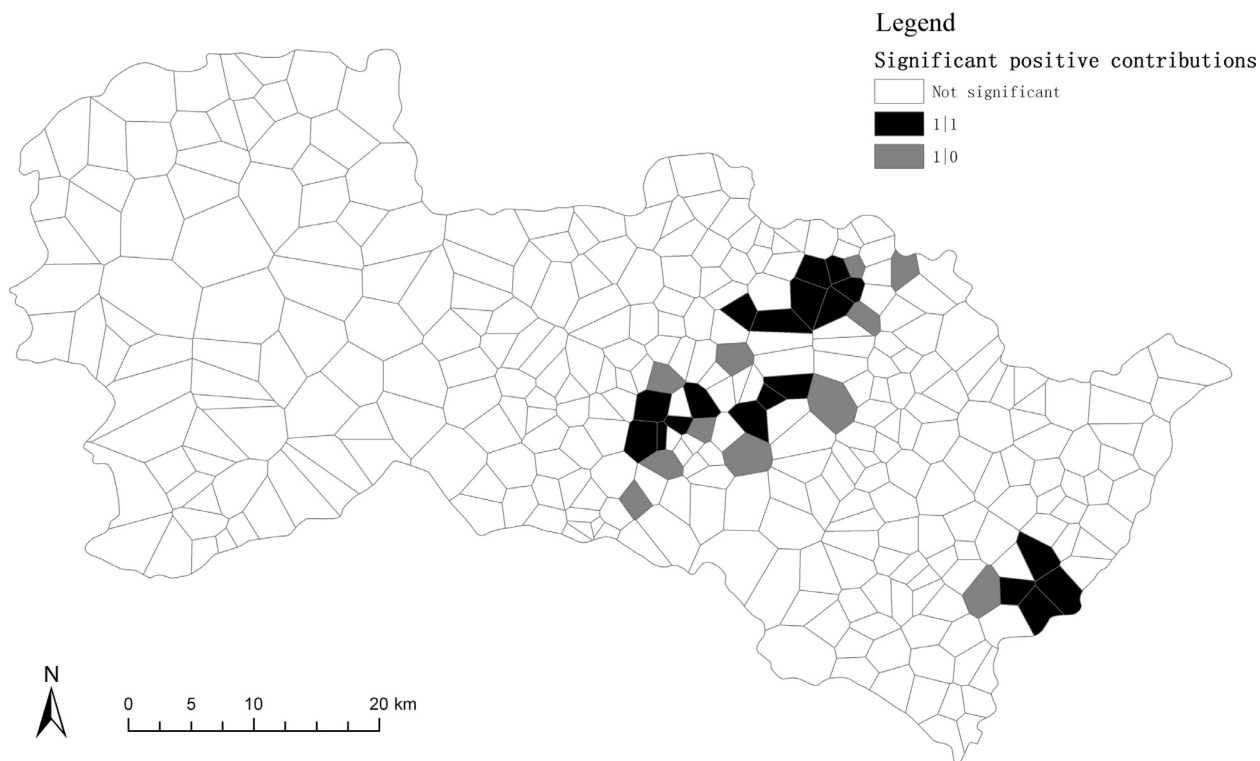 Legend
Significant positive contributions
Not significant
1|1
1|0
N
0 5 10 20 km